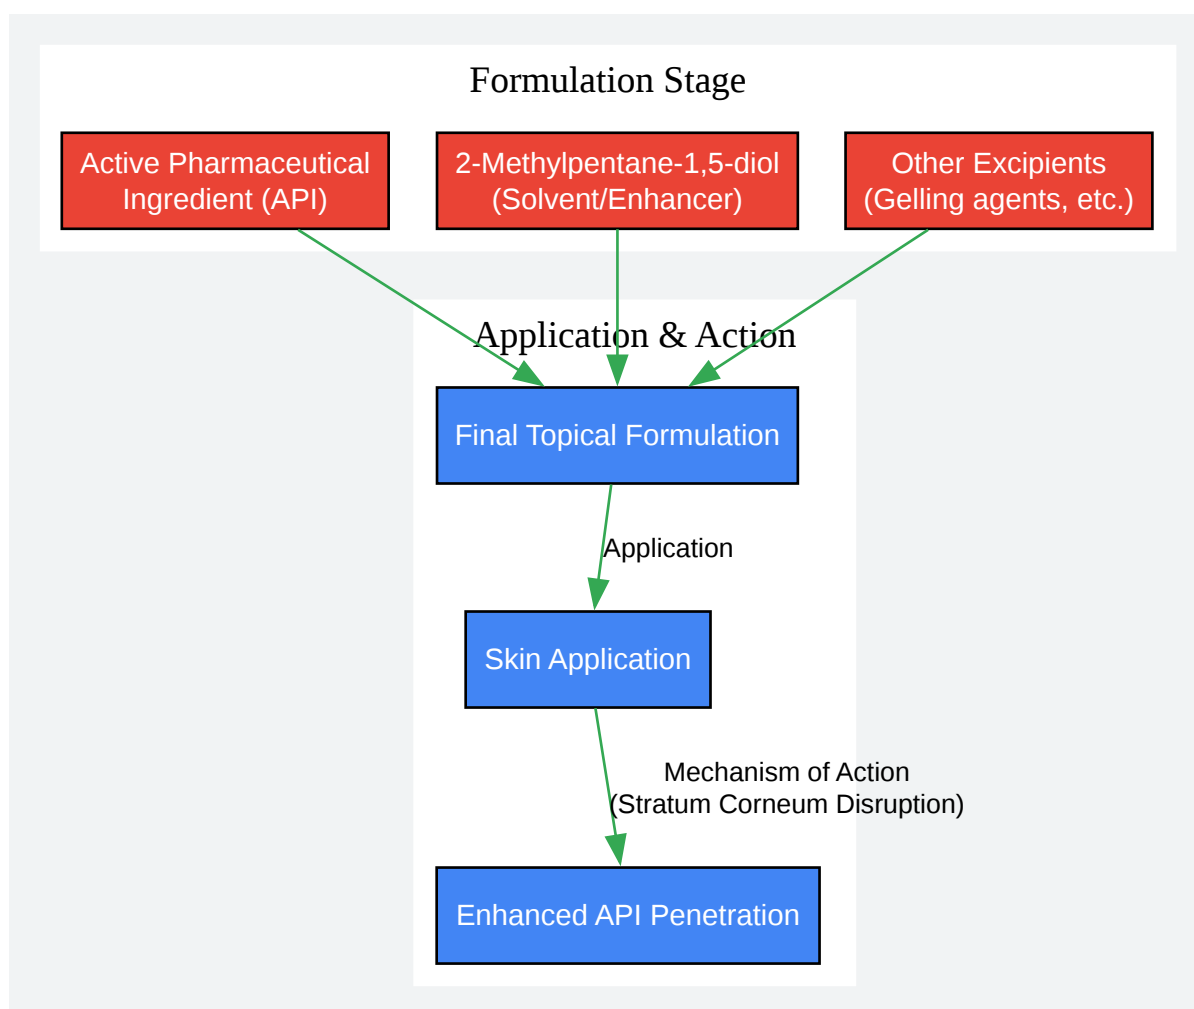 Formulation Stage
Active Pharmaceutical
Ingredient (API)
2-Methylpentane-1,5-diol
(Solvent/Enhancer)
Other Excipients
(Gelling agents, etc.)
Application & Action
Final Topical Formulation
Application
Skin Application
Mechanism of Action
(Stratum Corneum Disruption)
Enhanced API Penetration